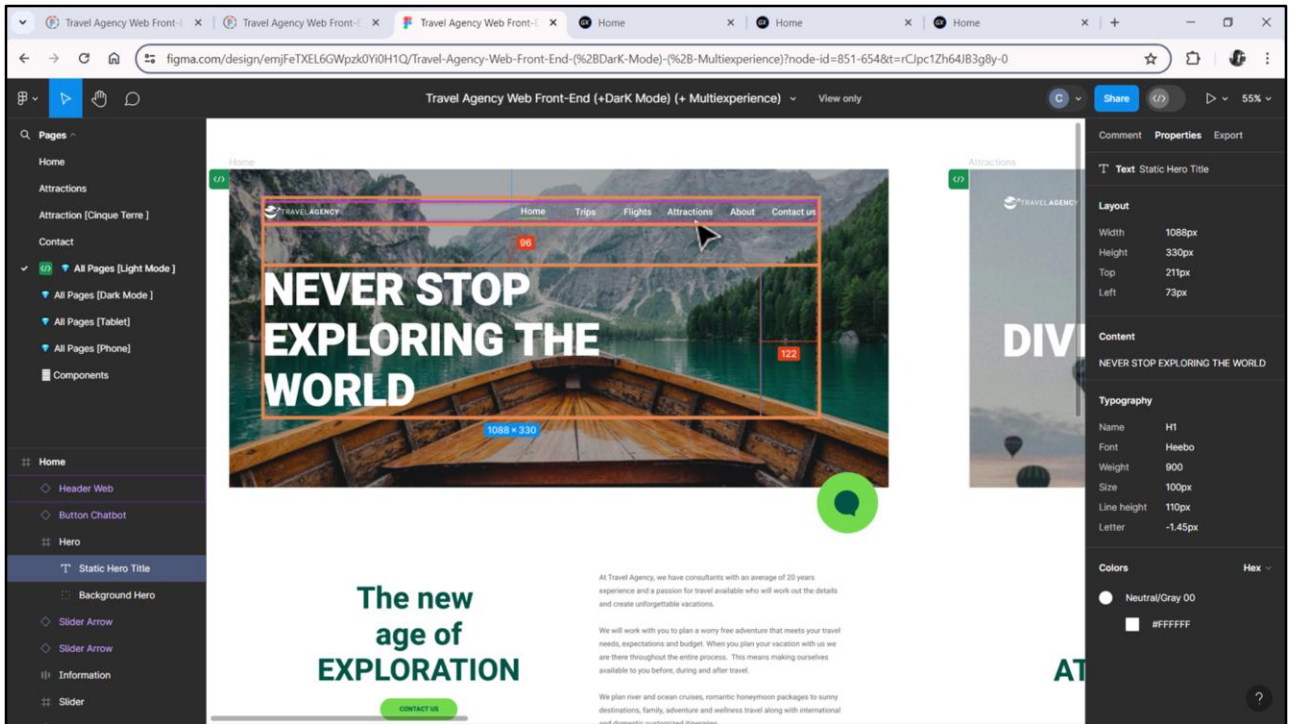 Travel Agency Web Front-E
Travel Agency Web Front-E
Travel Agency Web Front-E
Home
Home
Home
figma.com/design/emjFeTXEL6GWpzk0Yi0H1Q/Travel-Agency-Web-Front-End-(%2BDarK-Mode)-(%2B-Multiexperience)?node-id=851-654&t=rCJpc1Zh64JB3g8y-0
Travel Agency Web Front-End (+DarK Mode) (+ Multiexperience)
View only
C
Share
55%
Pages
Home
Attractions
Attraction [Cinque Terre ]
Contact
All Pages [Light Mode ]
All Pages [Dark Mode ]
All Pages [Tablet]
All Pages [Phone]
Components
Home
Header Web
Button Chatbot
Hero
Static Hero Title
Background Hero
Slider Arrow
Slider Arrow
Information
Slider
Home
TRAVELAGENCY
Home Trips Flights Attractions About Contact us
96
NEVER STOP
EXPLORING THE
WORLD
122
1088 × 330
The new
age of
EXPLORATION
CONTACT US
At Travel Agency, we have consultants with an average of 20 years
experience and a passion for travel available who will work out the details
and create unforgettable vacations.
We will work with you to plan a worry free adventure that meets your travel
needs, expectations and budget. When you plan your vacation with us we
are there throughout the entire process. This means making ourselves
available to you before, during and after travel.
We plan river and ocean cruises, romantic honeymoon packages to sunny
destinations, family, adventure and wellness travel along with international
and domestic customized itineraries
Attractions
TRAVELAGENCY
DIV
AT
Comment Properties Export
Text Static Hero Title
Layout
Width 1088px
Height 330px
Top 211px
Left 73px
Content
NEVER STOP EXPLORING THE WORLD
Typography
Name H1
Font Heebo
Weight 900
Size 100px
Line height 110px
Letter -1.45px
Colors Hex
Neutral/Gray 00
#FFFFFF
?